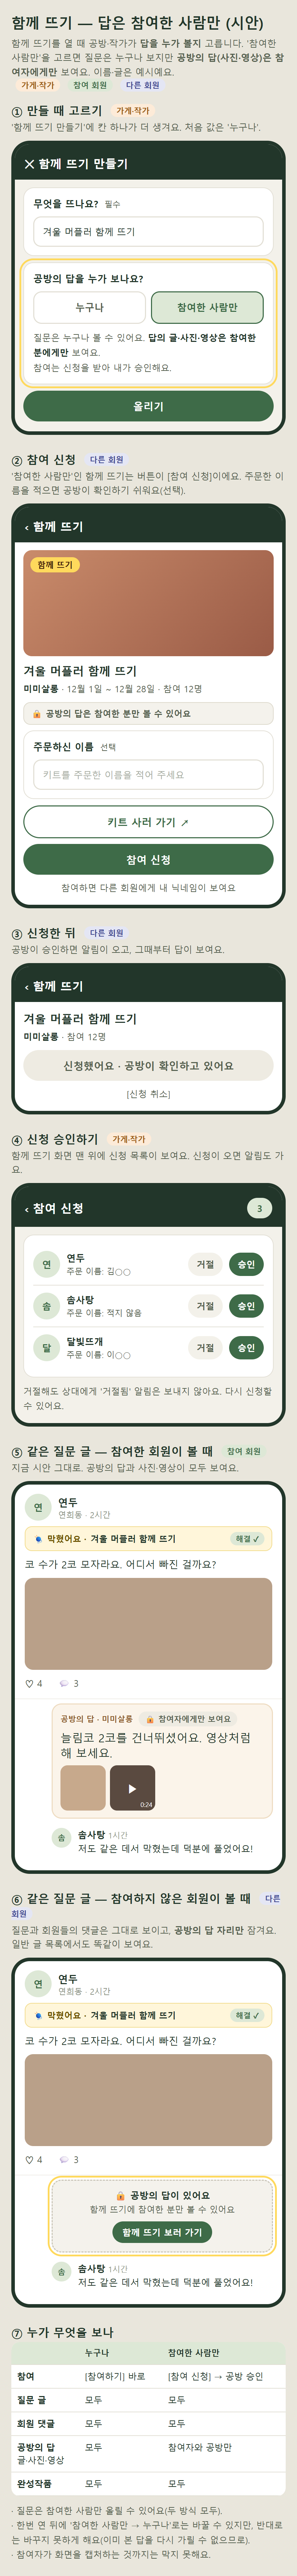 함께 뜨기 — 답은 참여한 사람만 (시안)
함께 뜨기를 열 때 공방·작가가 답을 누가 볼지 고릅니다. '참여한
사람만'을 고르면 질문은 누구나 보지만 공방의 답(사진·영상)은 참
여자에게만 보여요. 이름·글은 예시예요.
가게·작가 참여 회원 다른 회원
① 만들 때 고르기 가게·작가
'함께 뜨기 만들기'에 칸 하나가 더 생겨요. 처음 값은 '누구나'.
✕ 함께 뜨기 만들기
무엇을 뜨나요? 필수
겨울 머플러 함께 뜨기
공방의 답을 누가 보나요?
누구나 참여한 사람만
질문은 누구나 볼 수 있어요. 답의 글·사진·영상은 참여한
분에게만 보여요.
참여는 신청을 받아 내가 승인해요.
올리기
② 참여 신청 다른 회원
'참여한 사람만'인 함께 뜨기는 버튼이 [참여 신청]이에요. 주문한 이
름을 적으면 공방이 확인하기 쉬워요(선택).
‹ 함께 뜨기
함께 뜨기
겨울 머플러 함께 뜨기
미미살롱 · 12월 1일 ~ 12월 28일 · 참여 12명
🔒 공방의 답은 참여한 분만 볼 수 있어요
주문하신 이름 선택
키트를 주문한 이름을 적어 주세요
키트 사러 가기 ↗
참여 신청
참여하면 다른 회원에게 내 닉네임이 보여요
③ 신청한 뒤 다른 회원
공방이 승인하면 알림이 오고, 그때부터 답이 보여요.
‹ 함께 뜨기
겨울 머플러 함께 뜨기
미미살롱 · 참여 12명
신청했어요 · 공방이 확인하고 있어요
[신청 취소]
④ 신청 승인하기 가게·작가
함께 뜨기 화면 맨 위에 신청 목록이 보여요. 신청이 오면 알림도 가
요.
‹ 참여 신청 3
연 연두 거절 승인
주문 이름: 김○○
솜 솜사탕 거절 승인
주문 이름: 적지 않음
달 달빛뜨개 거절 승인
주문 이름: 이○○
거절해도 상대에게 '거절됨' 알림은 보내지 않아요. 다시 신청할
수 있어요.
⑤ 같은 질문 글 — 참여한 회원이 볼 때 참여 회원
지금 시안 그대로. 공방의 답과 사진·영상이 모두 보여요.
연 연두
연희동 · 2시간
막혔어요 · 겨울 머플러 함께 뜨기 해결 ✓
코 수가 2코 모자라요. 어디서 빠진 걸까요?
♡ 4 💬 3
공방의 답 · 미미살롱 🔒 참여자에게만 보여요
늘림코 2코를 건너뛰셨어요. 영상처럼
해 보세요.
▶ 0:24
솜 솜사탕 1시간
저도 같은 데서 막혔는데 덕분에 풀었어요!
⑥ 같은 질문 글 — 참여하지 않은 회원이 볼 때 다른
회원
질문과 회원들의 댓글은 그대로 보이고, 공방의 답 자리만 잠겨요.
일반 글 목록에서도 똑같이 보여요.
연 연두
연희동 · 2시간
막혔어요 · 겨울 머플러 함께 뜨기 해결 ✓
코 수가 2코 모자라요. 어디서 빠진 걸까요?
♡ 4 💬 3
🔒 공방의 답이 있어요
함께 뜨기에 참여한 분만 볼 수 있어요
함께 뜨기 보러 가기
솜 솜사탕 1시간
저도 같은 데서 막혔는데 덕분에 풀었어요!
⑦ 누가 무엇을 보나
누구나 참여한 사람만
참여 [참여하기] 바로 [참여 신청] → 공방 승인
질문 글 모두 모두
회원 댓글 모두 모두
공방의 답 모두 참여자와 공방만
글·사진·영상
완성작품 모두 모두
· 질문은 참여한 사람만 올릴 수 있어요(두 방식 모두).
· 한번 연 뒤에 '참여한 사람만 → 누구나'로는 바꿀 수 있지만, 반대로
는 바꾸지 못하게 해요(이미 본 답을 다시 가릴 수 없으므로).
· 참여자가 화면을 캡처하는 것까지는 막지 못해요.